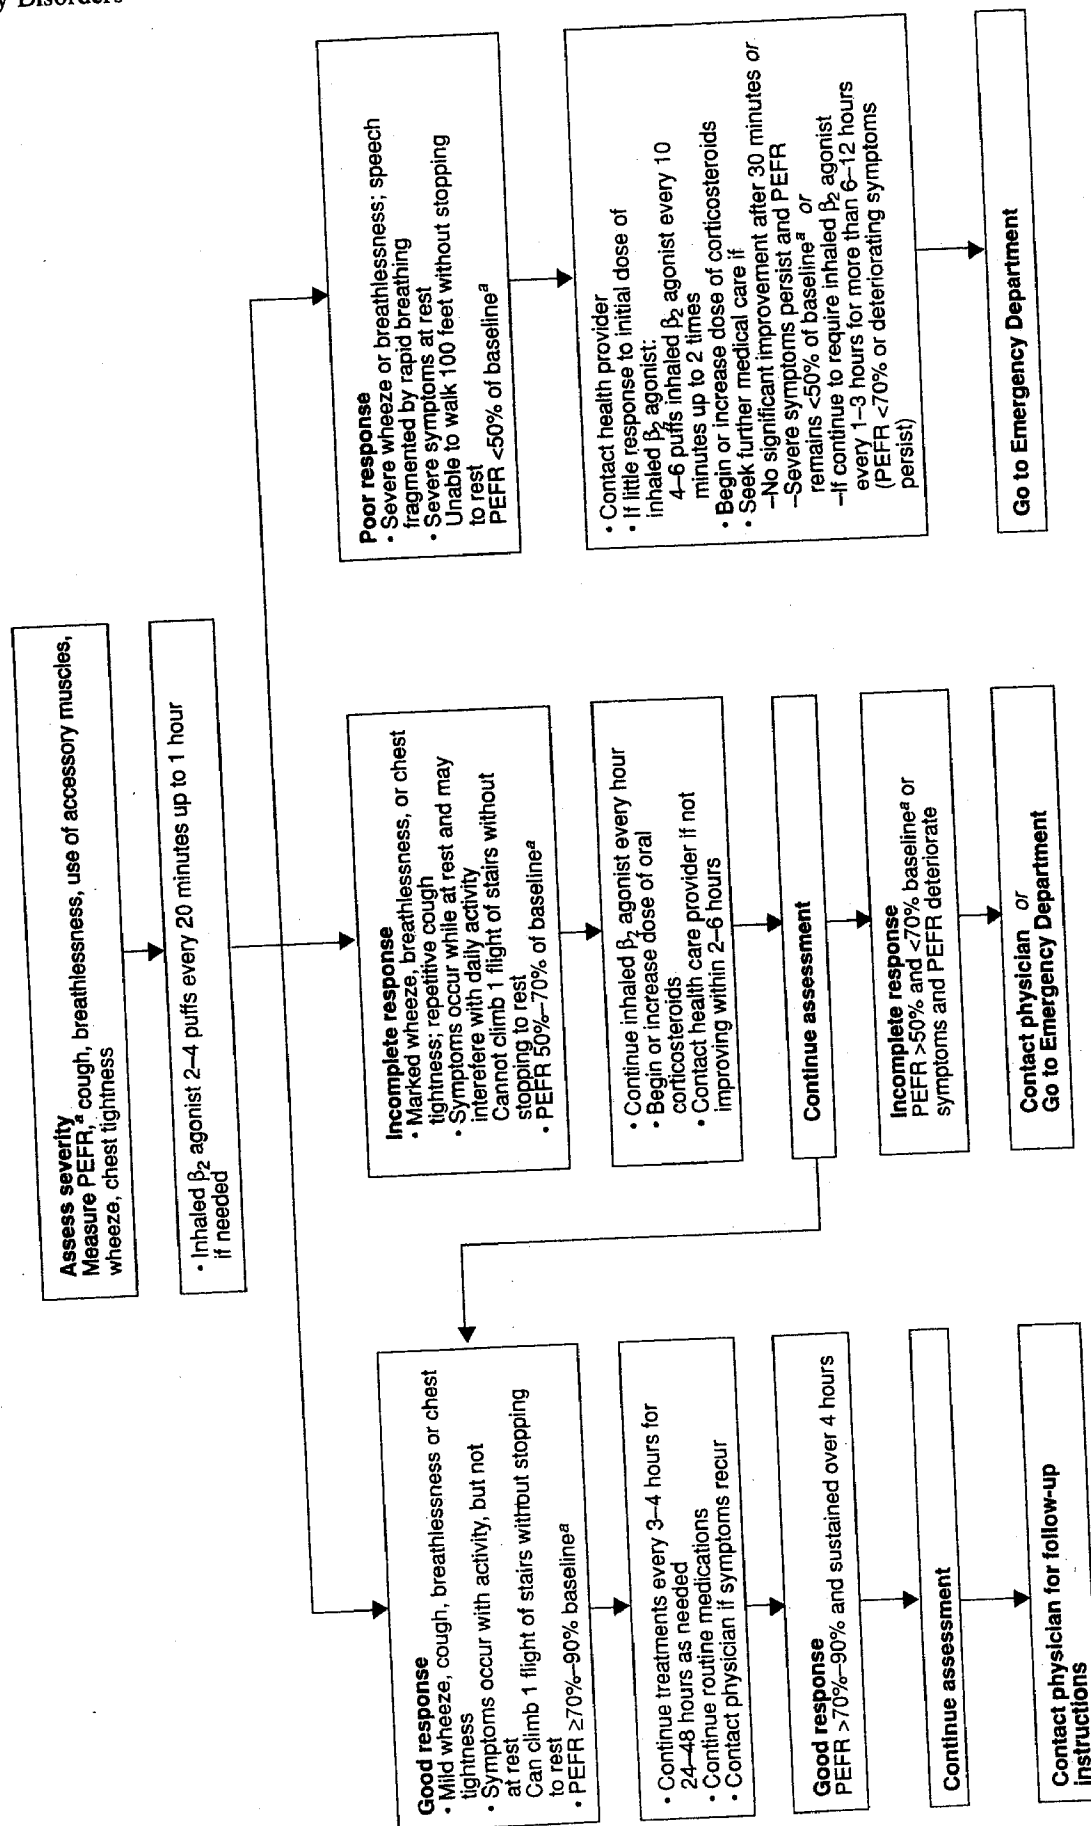 y Disorders
Assess severity
Measure PEFR,a cough, breathlessness, use of accessory muscles,
wheeze, chest tightness
• Inhaled β2 agonist 2–4 puffs every 20 minutes up to 1 hour
if needed
Good response
• Mild wheeze, cough, breathlessness or chest
tightness
• Symptoms occur with activity, but not
at rest
Can climb 1 flight of stairs without stopping
to rest
• PEFR ≥70%–90% baselinea
• Continue treatments every 3–4 hours for
24–48 hours as needed
• Continue routine medications
• Contact physician if symptoms recur
Good response
PEFR >70%–90% and sustained over 4 hours
Continue assessment
Contact physician for follow-up
instructions
Incomplete response
• Marked wheeze, breathlessness, or chest
tightness; repetitive cough
• Symptoms occur while at rest and may
interefere with daily activity
Cannot climb 1 flight of stairs without
stopping to rest
• PEFR 50%–70% of baselinea
• Continue inhaled β2 agonist every hour
• Begin or increase dose of oral
corticosteroids
• Contact health care provider if not
improving within 2–6 hours
Continue assessment
Incomplete response
PEFR >50% and <70% baselinea or
symptoms and PEFR deteriorate
Contact physician or
Go to Emergency Department
Poor response
• Severe wheeze or breathlessness; speech
fragmented by rapid breathing
• Severe symptoms at rest
Unable to walk 100 feet without stopping
to rest
PEFR <50% of baselinea
• Contact health provider
• If little response to initial dose of
inhaled β2 agonist:
4–6 puffs inhaled β2 agonist every 10
minutes up to 2 times
• Begin or increase dose of corticosteroids
• Seek further medical care if
–No significant improvement after 30 minutes or
–Severe symptoms persist and PEFR
remains <50% of baselinea or
–If continue to require inhaled β2 agonist
every 1–3 hours for more than 6–12 hours
(PEFR <70% or deteriorating symptoms
persist)
Go to Emergency Department